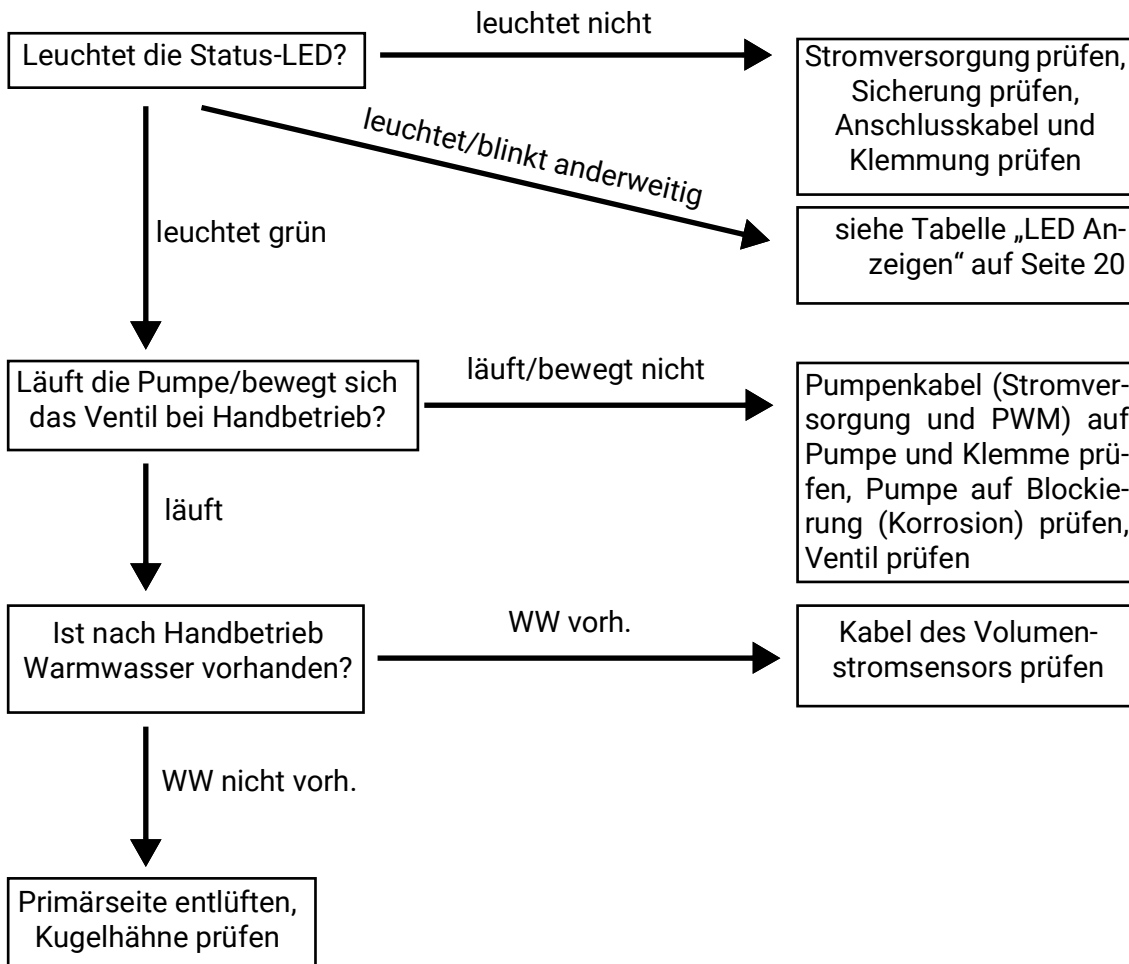 leuchtet nicht
Leuchtet die Status-LED?
Stromversorgung prüfen,
Sicherung prüfen,
Anschlusskabel und
Klemmung prüfen
leuchtet/blinkt anderweitig
leuchtet grün
siehe Tabelle „LED An-
zeigen“ auf Seite 20
Läuft die Pumpe/bewegt sich
das Ventil bei Handbetrieb?
läuft/bewegt nicht
Pumpenkabel (Stromver-
sorgung und PWM) auf
Pumpe und Klemme prü-
fen, Pumpe auf Blockie-
rung (Korrosion) prüfen,
Ventil prüfen
läuft
Ist nach Handbetrieb
Warmwasser vorhanden?
WW vorh.
Kabel des Volumen-
stromsensors prüfen
WW nicht vorh.
Primärseite entlüften,
Kugelhähne prüfen